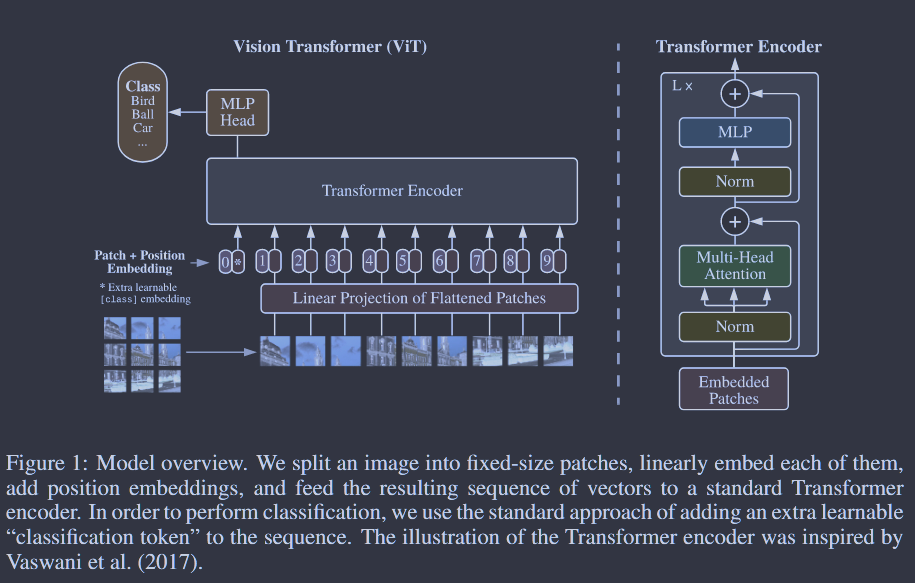 Vision Transformer (ViT)
Class
Bird
Ball
Car
...
MLP
Head
Transformer Encoder
Patch + Position
Embedding
* Extra learnable
[class] embedding
0 *
1
2
3
4
5
6
7
8
9
Linear Projection of Flattened Patches
Transformer Encoder
L x
+
MLP
Norm
+
Multi-Head
Attention
Norm
Embedded
Patches
Figure 1: Model overview. We split an image into fixed-size patches, linearly embed each of them,
add position embeddings, and feed the resulting sequence of vectors to a standard Transformer
encoder. In order to perform classification, we use the standard approach of adding an extra learnable
“classification token” to the sequence. The illustration of the Transformer encoder was inspired by
Vaswani et al. (2017).